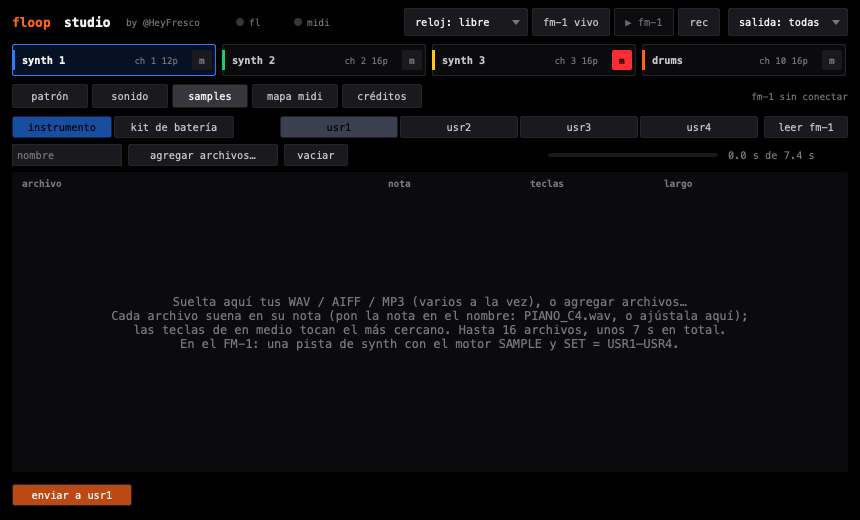 floop studio by @HeyFresco fl midi reloj: libre fm-1 vivo ▶ fm-1 rec salida: todas
synth 1 ch 1 12p m synth 2 ch 2 16p m synth 3 ch 3 16p m drums ch 10 16p m
patrón sonido samples mapa midi créditos fm-1 sin conectar
instrumento kit de batería usr1 usr2 usr3 usr4 leer fm-1
nombre agregar archivos… vaciar 0.0 s de 7.4 s
archivo nota teclas largo
Suelta aquí tus WAV / AIFF / MP3 (varios a la vez), o agregar archivos…
Cada archivo suena en su nota (pon la nota en el nombre: PIANO_C4.wav, o ajústala aquí);
las teclas de en medio tocan el más cercano. Hasta 16 archivos, unos 7 s en total.
En el FM-1: una pista de synth con el motor SAMPLE y SET = USR1–USR4.
enviar a usr1